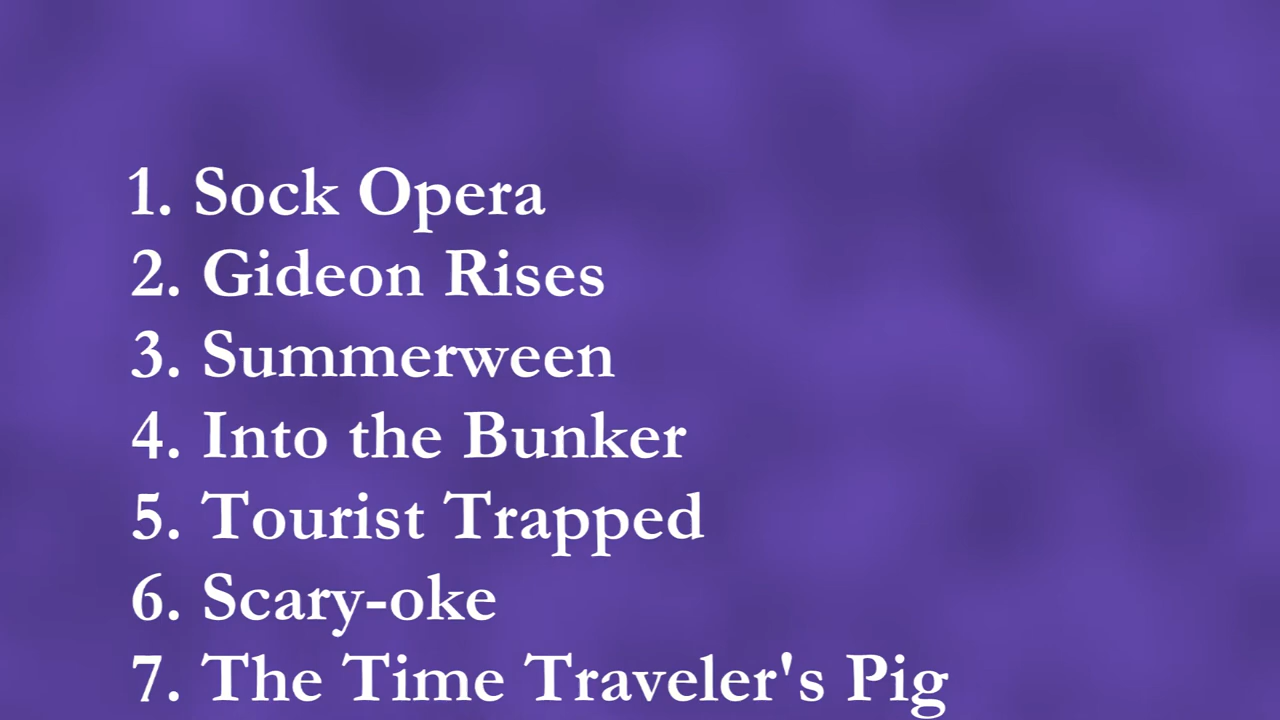 1. Sock Opera
2. Gideon Rises
3. Summerween
4. Into the Bunker
5. Tourist Trapped
6. Scary-oke
7. The Time Traveler's Pig